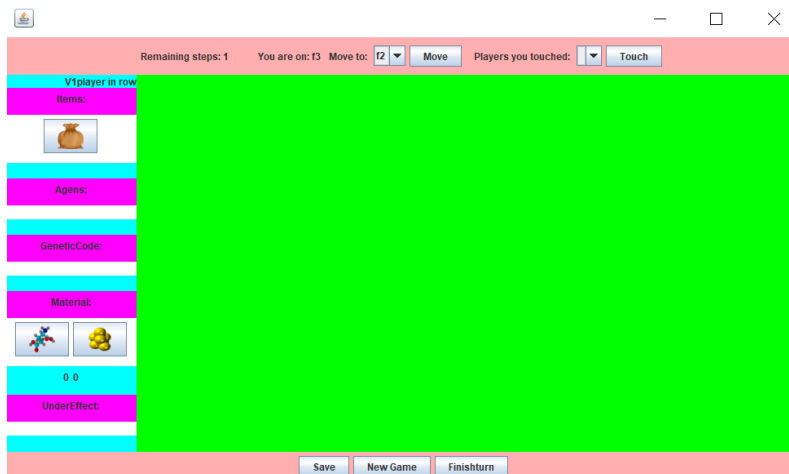 Remaining steps: 1 You are on: f3 Move to: f2 Move Players you touched: Touch
V1player in row
Items:
Agens:
GeneticCode:
Material:
0 0
UnderEffect:
Save New Game Finishturn